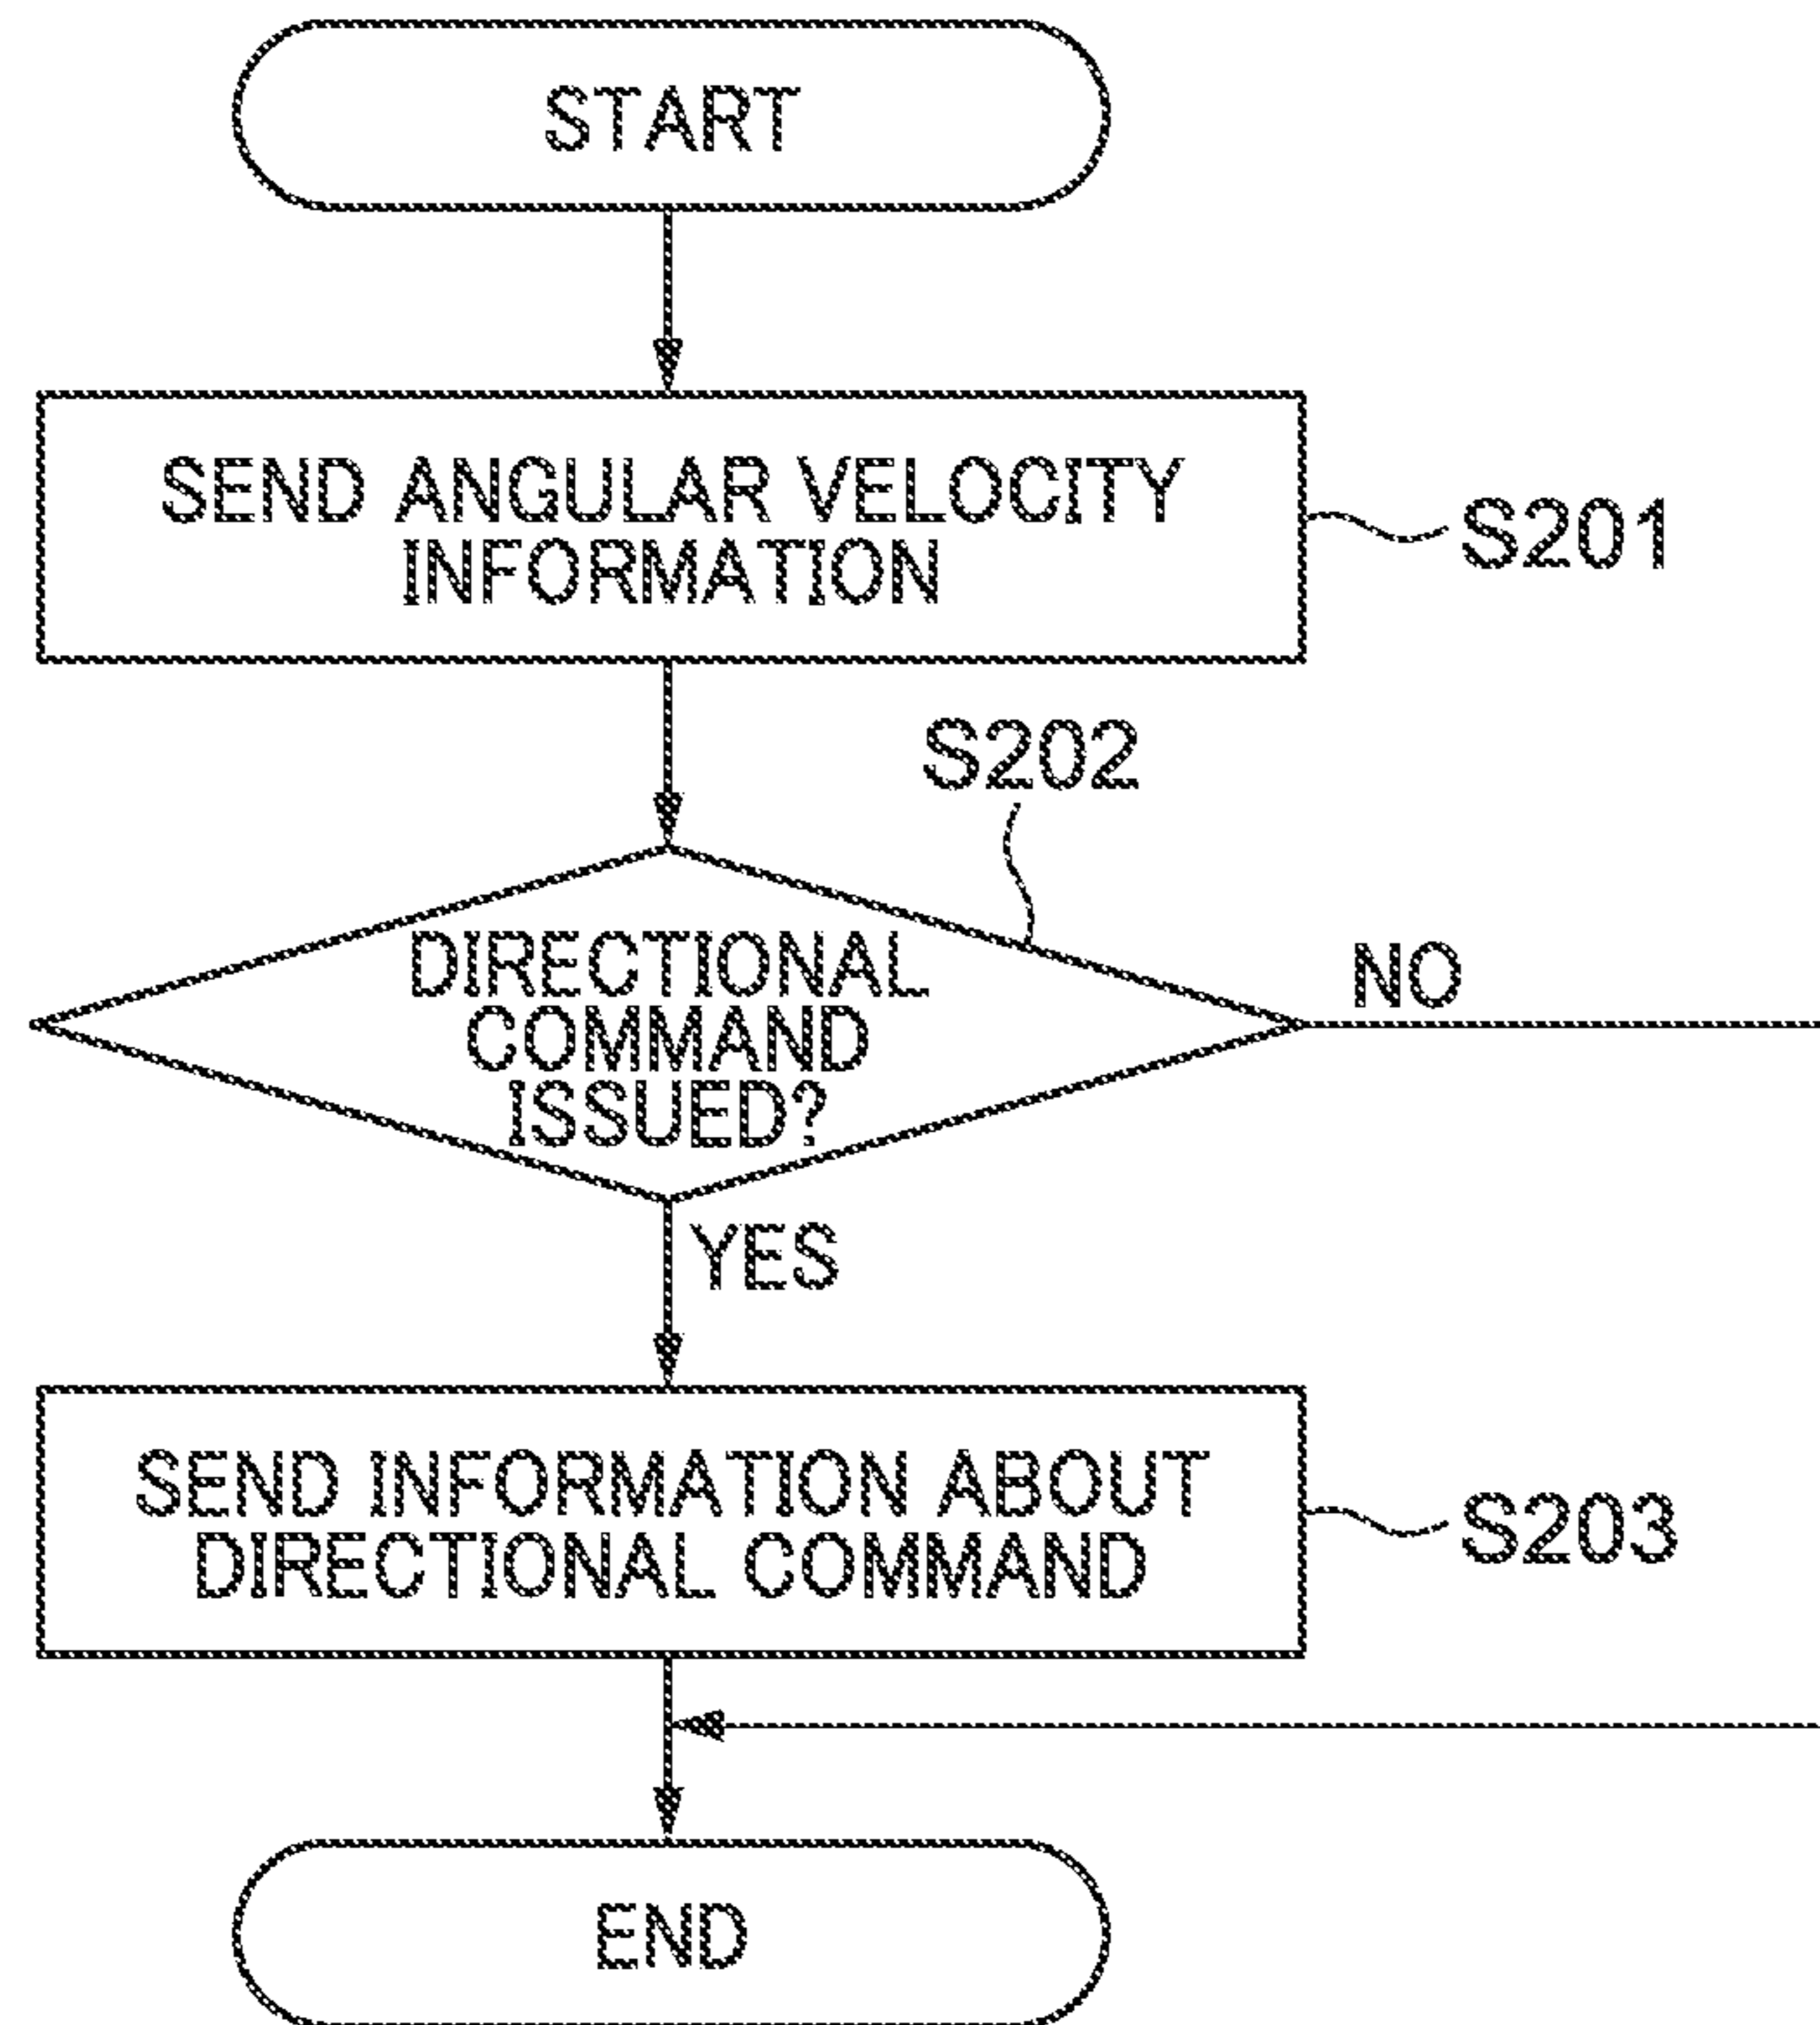 START
SEND ANGULAR VELOCITY
INFORMATION
S201
S202
DIRECTIONAL
COMMAND
ISSUED?
NO
YES
SEND INFORMATION ABOUT
DIRECTIONAL COMMAND
S203
END